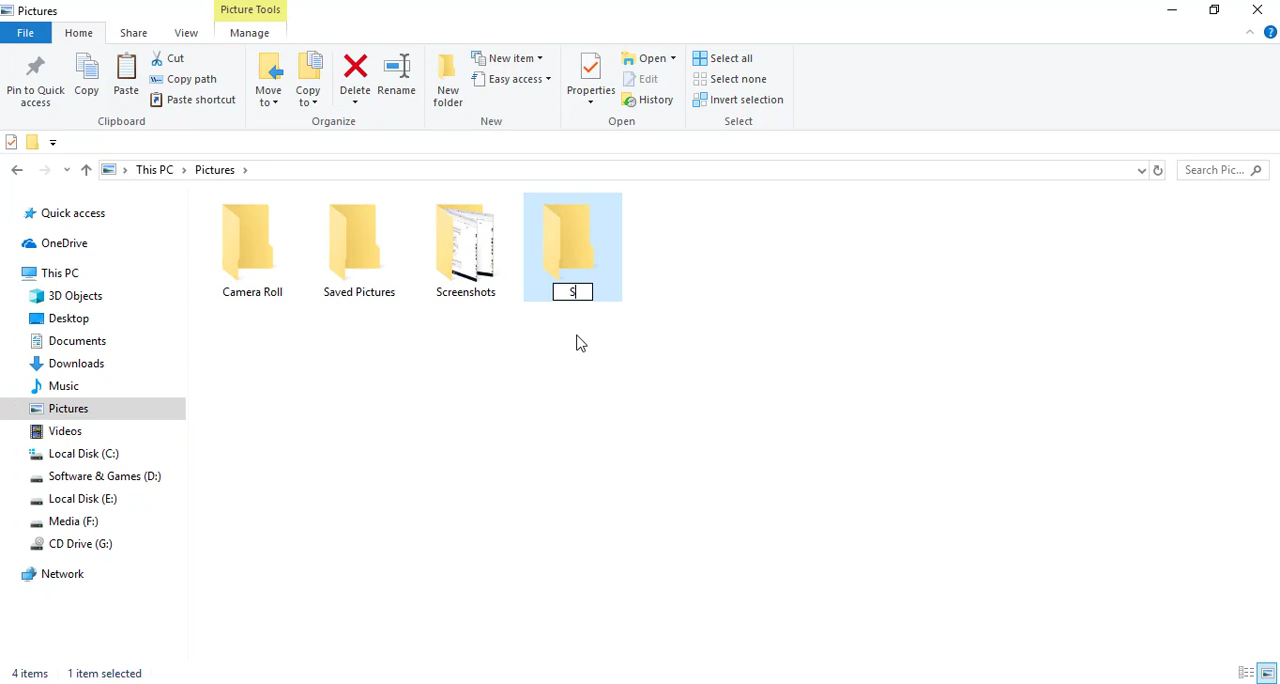 Pictures
Picture Tools
File
Home
Share
View
Manage
Pin to Quick access
Copy
Paste
Cut
Copy path
Paste shortcut
Clipboard
Move to
Copy to
Delete
Rename
Organize
New folder
New item
Easy access
New
Properties
Open
Edit
History
Open
Select all
Select none
Invert selection
Select
This PC
Pictures
Search Pic...
Quick access
OneDrive
This PC
3D Objects
Desktop
Documents
Downloads
Music
Pictures
Videos
Local Disk (C:)
Software & Games (D:)
Local Disk (E:)
Media (F:)
CD Drive (G:)
Network
Camera Roll
Saved Pictures
Screenshots
S
4 items
1 item selected